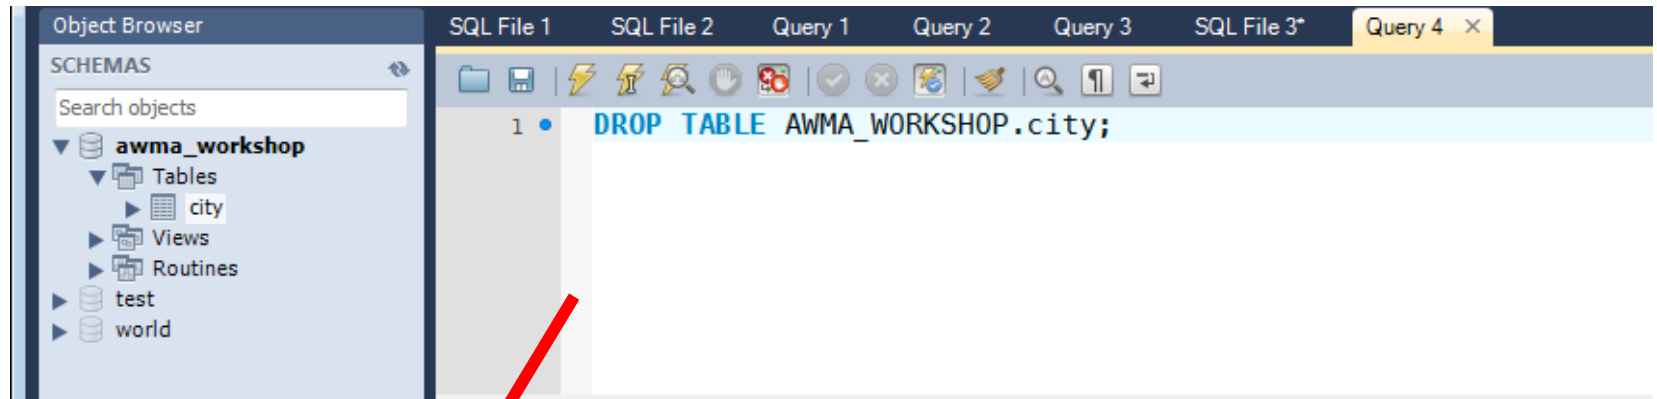 Object Browser
SQL File 1 SQL File 2 Query 1 Query 2 Query 3 SQL File 3* Query 4 ×
SCHEMAS
Search objects
awma_workshop
Tables
city
Views
Routines
test
world
1 DROP TABLE AWMA_WORKSHOP.city;